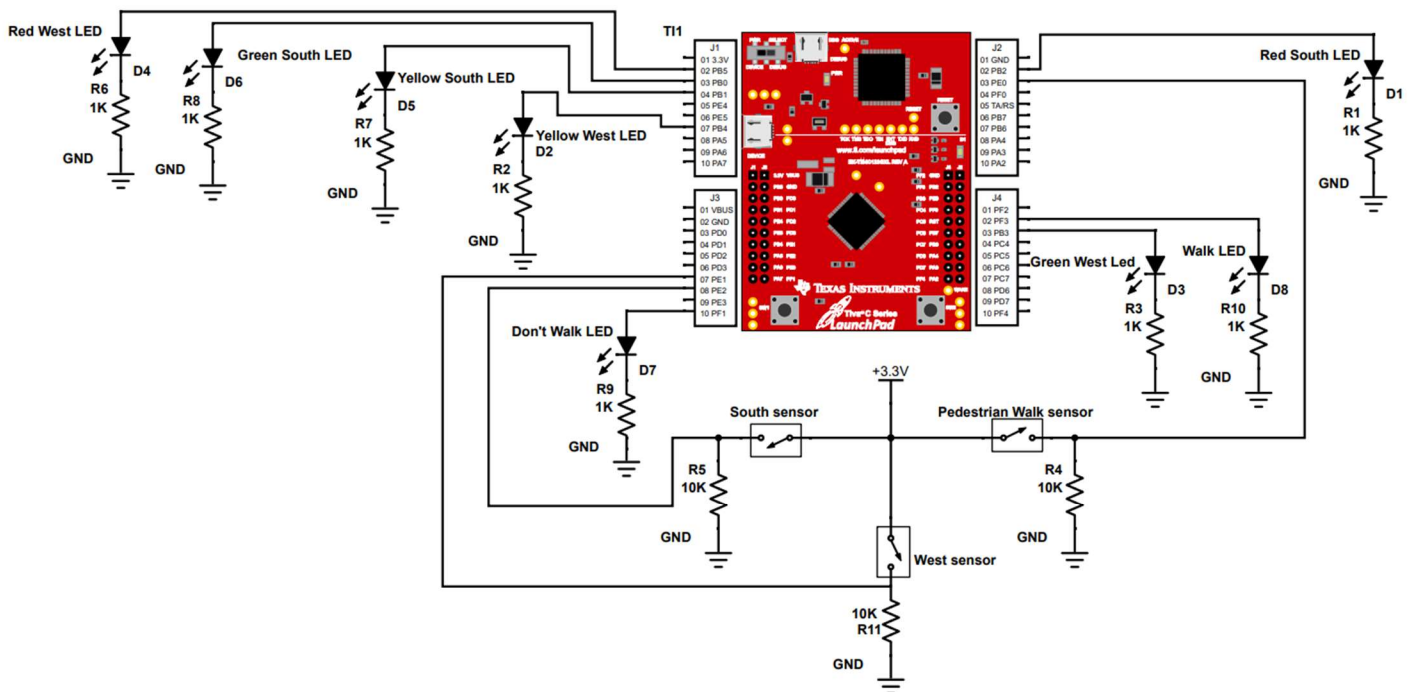 Red West LED
D4
R6
1K
GND
Green South LED
D6
R8
1K
GND
Yellow South LED
D5
R7
1K
GND
Yellow West LED
D2
R2
1K
GND
TI1
J1
01 3.3V
02 PB5
03 PB0
04 PB1
05 PE4
06 PE5
07 PB4
08 PA5
09 PA6
10 PA7
J3
01 VBUS
02 GND
03 PD0
04 PD1
05 PD2
06 PD3
07 PE1
08 PE2
09 PE3
10 PF1
RESET
www.ti.com/launchpad
DEVICE
TEXAS INSTRUMENTS
Tiva C Series
LaunchPad
J2
01 GND
02 PB2
03 PE0
04 PF0
05 TA/RS
06 PB7
07 PB6
08 PA4
09 PA3
10 PA2
J4
01 PF2
02 PF3
03 PB3
04 PC4
05 PC5
06 PC6
07 PC7
08 PD6
09 PD7
10 PF4
Red South LED
D1
R1
1K
GND
Green West Led
D3
R3
1K
Walk LED
D8
R10
1K
GND
Don't Walk LED
D7
R9
1K
GND
+3.3V
South sensor
Pedestrian Walk sensor
R5
10K
GND
R4
10K
GND
West sensor
10K
R11
GND